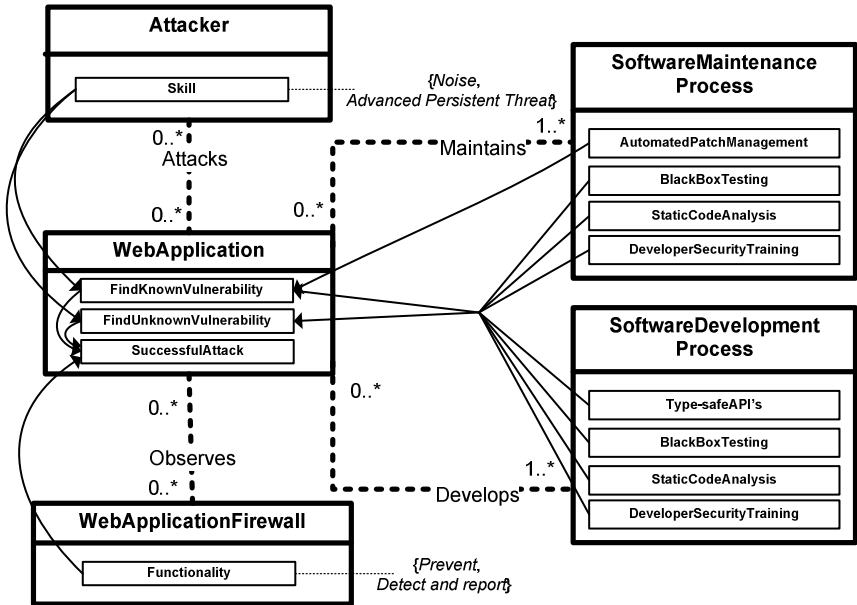 Attacker
Skill
{Noise,
Advanced Persistent Threat}
0..*
Attacks
0..*
SoftwareMaintenance
Process
AutomatedPatchManagement
BlackBoxTesting
StaticCodeAnalysis
DeveloperSecurityTraining
1..*
Maintains
0..*
WebApplication
FindKnownVulnerability
FindUnknownVulnerability
SuccessfulAttack
SoftwareDevelopment
Process
Type-safeAPI's
BlackBoxTesting
StaticCodeAnalysis
DeveloperSecurityTraining
0..*
1..*
Develops
0..*
Observes
0..*
WebApplicationFirewall
Functionality
{Prevent,
Detect and report}